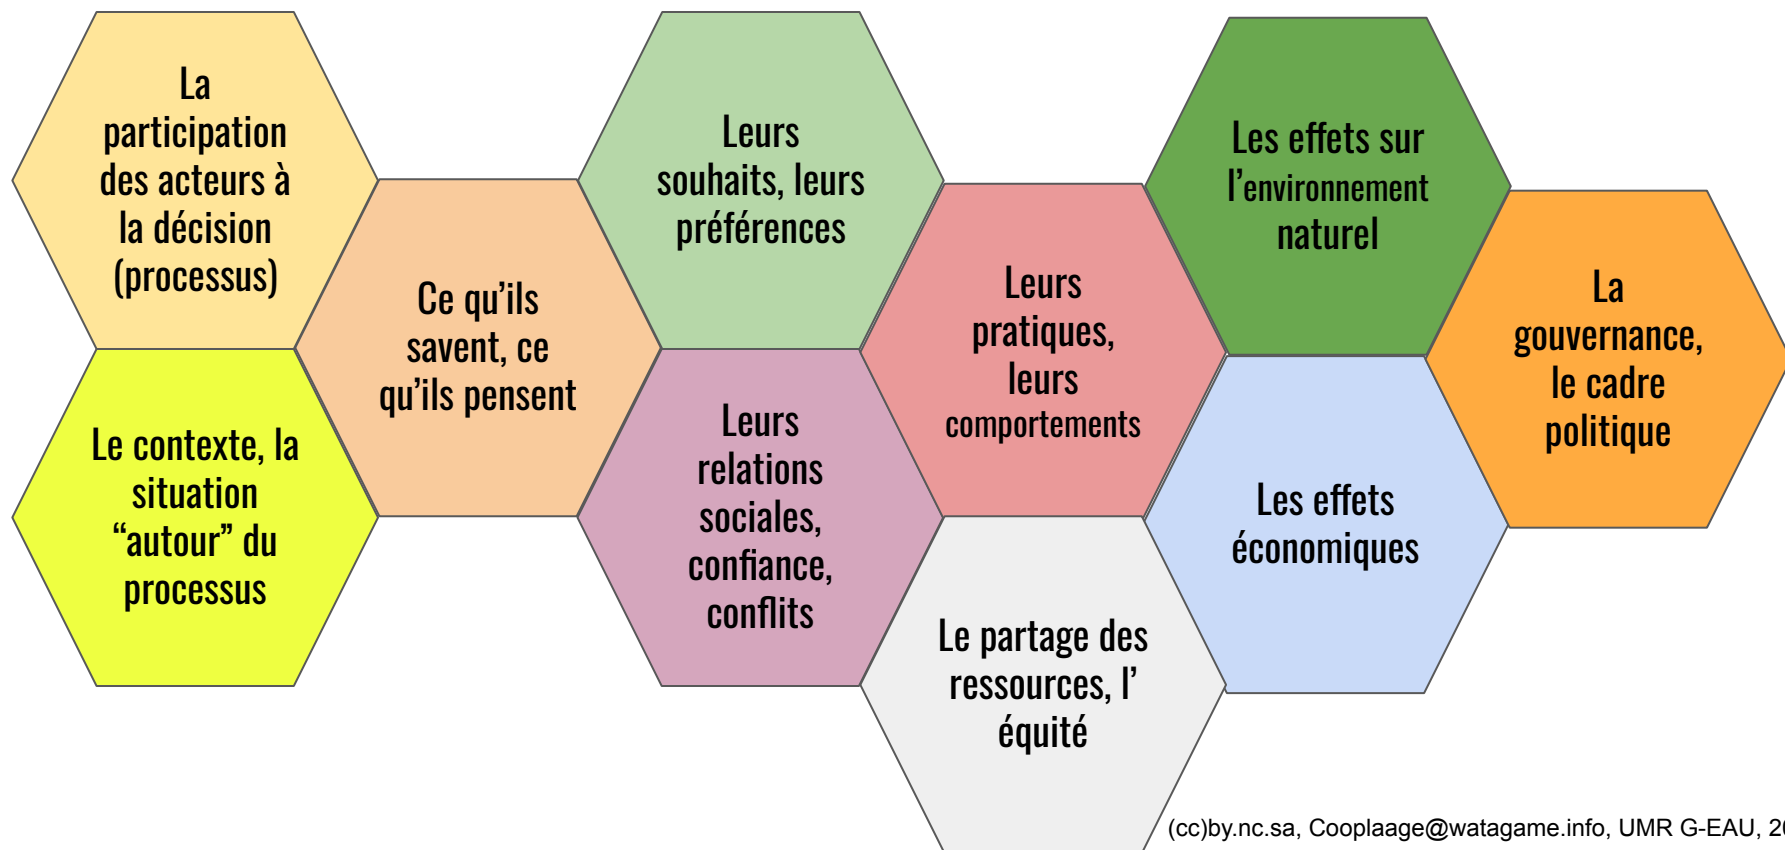 La
participation
des acteurs à
la décision
(processus)
Le contexte, la
situation
“autour” du
processus
Ce qu’ils
savent, ce
qu’ils pensent
Leurs
souhaits, leurs
préférences
Leurs
relations
sociales,
confiance,
conflits
Leurs
pratiques,
leurs
comportements
Le partage des
ressources, l’
équité
Les effets sur
l’environnement
naturel
Les effets
économiques
La
gouvernance,
le cadre
politique
(cc)by.nc.sa, Cooplaage@watagame.info, UMR G-EAU,